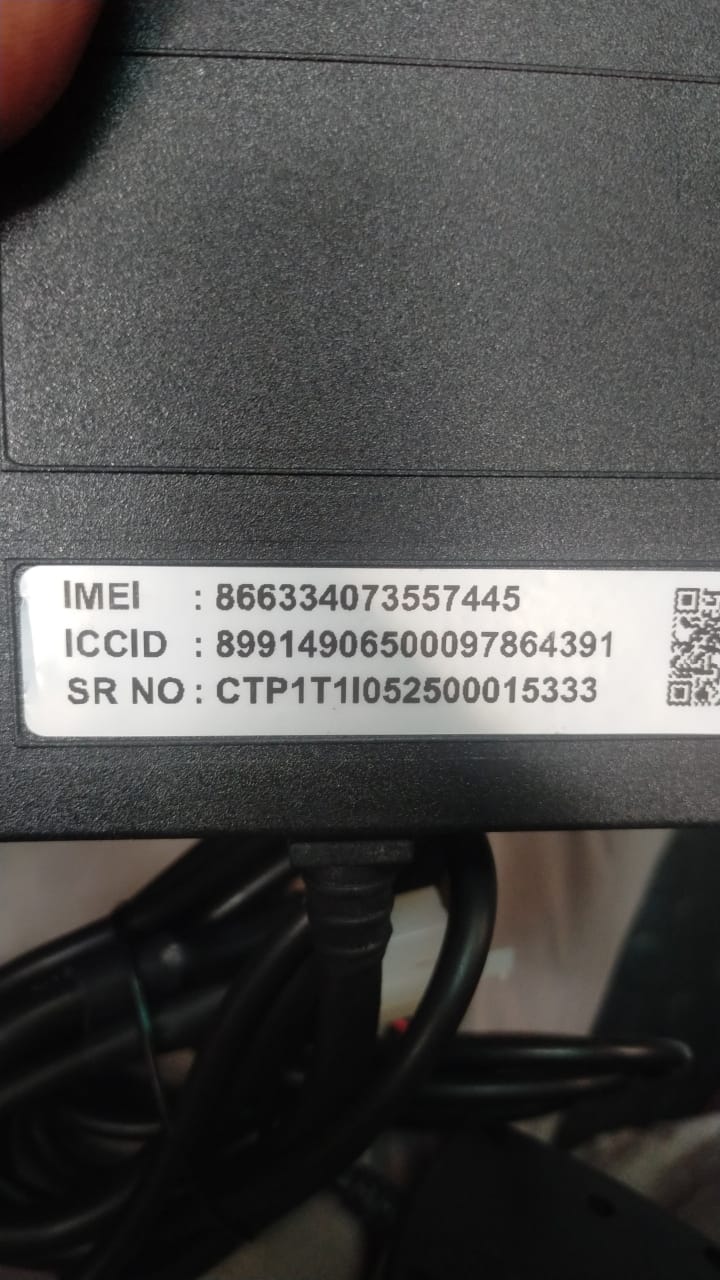 IMEI : 866334073557445
ICCID : 89914906500097864391
SR NO : CTP1T1I052500015333